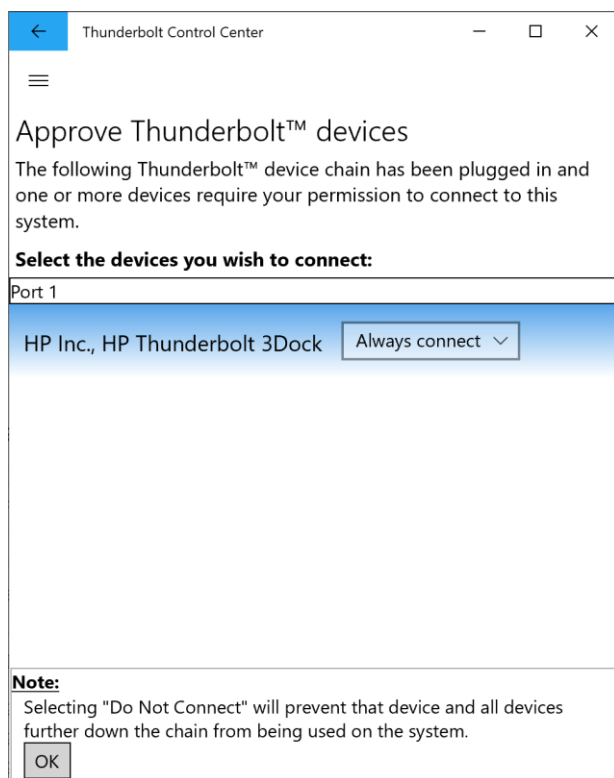 Thunderbolt Control Center
Approve Thunderbolt™ devices
The following Thunderbolt™ device chain has been plugged in and
one or more devices require your permission to connect to this
system.
Select the devices you wish to connect:
Port 1
HP Inc., HP Thunderbolt 3Dock Always connect
Note:
Selecting "Do Not Connect" will prevent that device and all devices
further down the chain from being used on the system.
OK